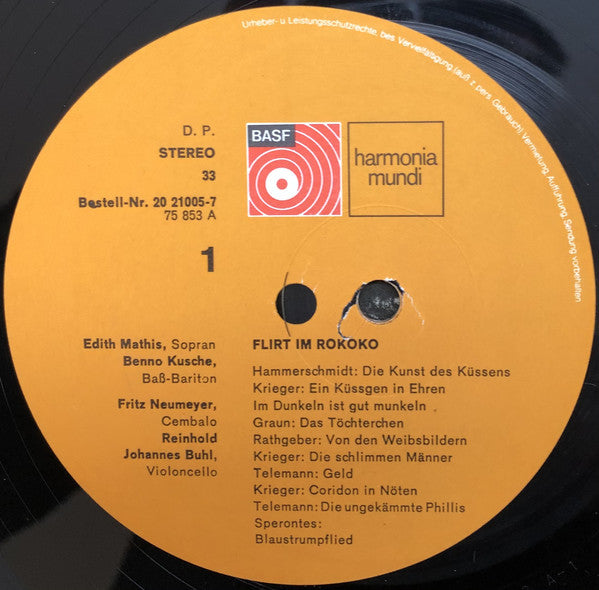 Urheber- u Leistungsschutzrechte, bes. Vervielfältigung (auß z. pers. Gebrauch) Vermietung, Aufführung, Sendung vorbehalten
D. P.
STEREO
33
Bestell-Nr. 20 21005-7
75 853 A
BASF
harmonia
mundi
1
Edith Mathis, Sopran
Benno Kusche,
Baß-Bariton
Fritz Neumeyer,
Cembalo
Reinhold
Johannes Buhl,
Violoncello
FLIRT IM ROKOKO
Hammerschmidt: Die Kunst des Küssens
Krieger: Ein Küssgen in Ehren
Im Dunkeln ist gut munkeln
Graun: Das Töchterchen
Rathgeber: Von den Weibsbildern
Krieger: Die schlimmen Männer
Telemann: Geld
Krieger: Coridon in Nöten
Telemann: Die ungekämmte Phillis
Sperontes:
Blaustrumpflied